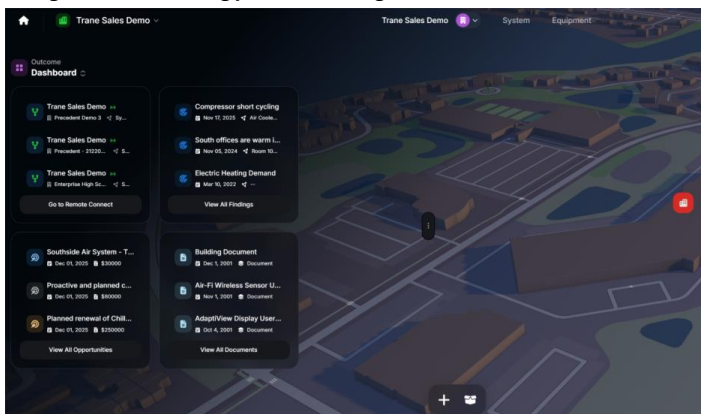 Trane Sales Demo
Trane Sales Demo
System
Equipment
Outcome
Dashboard
Trane Sales Demo
Precedent Demo 3 Sy...
Trane Sales Demo
Precedent - 21220... S...
Trane Sales Demo
Enterprise High Sc... S...
Go to Remote Connect
Compressor short cycling
Nov 17, 2025 Air Coole...
South offices are warm i...
Nov 05, 2024 Room 10...
Electric Heating Demand
Mar 10, 2022 --
View All Findings
Southside Air System - T...
Dec 01, 2025 $30000
Proactive and planned c...
Dec 01, 2025 $80000
Planned renewal of Chill...
Dec 01, 2025 $250000
View All Opportunities
Building Document
Dec 1, 2001 Document
Air-Fi Wireless Sensor U...
Nov 1, 2001 Document
AdaptiView Display User...
Oct 4, 2001 Document
View All Documents